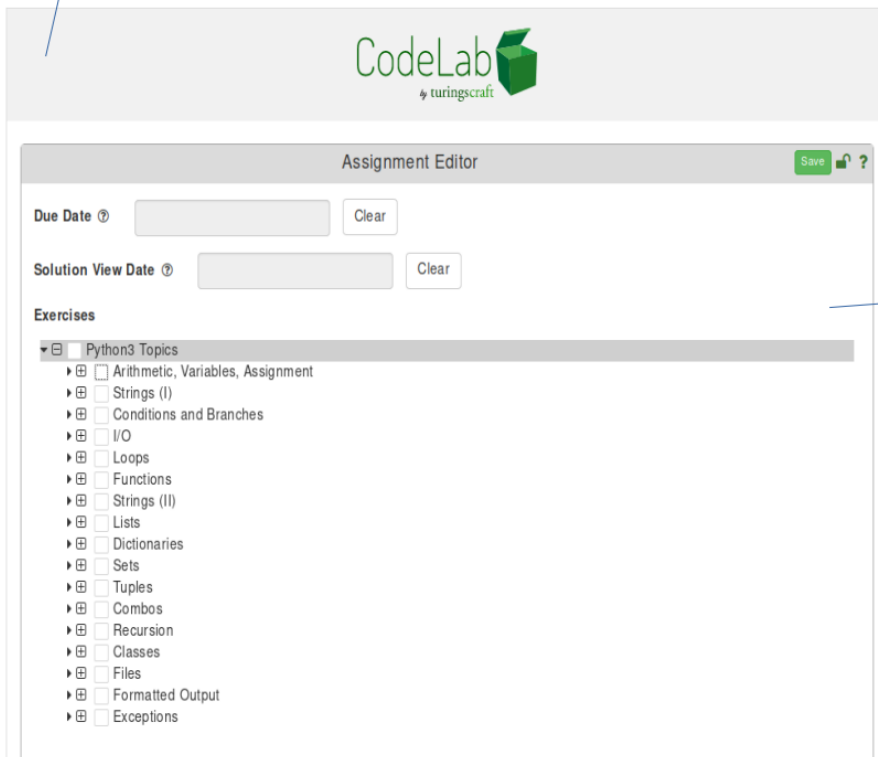 CodeLab
by turingscraft
Assignment Editor
Save ?
Due Date ? Clear
Solution View Date ? Clear
Exercises
Python3 Topics
Arithmetic, Variables, Assignment
Strings (I)
Conditions and Branches
I/O
Loops
Functions
Strings (II)
Lists
Dictionaries
Sets
Tuples
Combos
Recursion
Classes
Files
Formatted Output
Exceptions